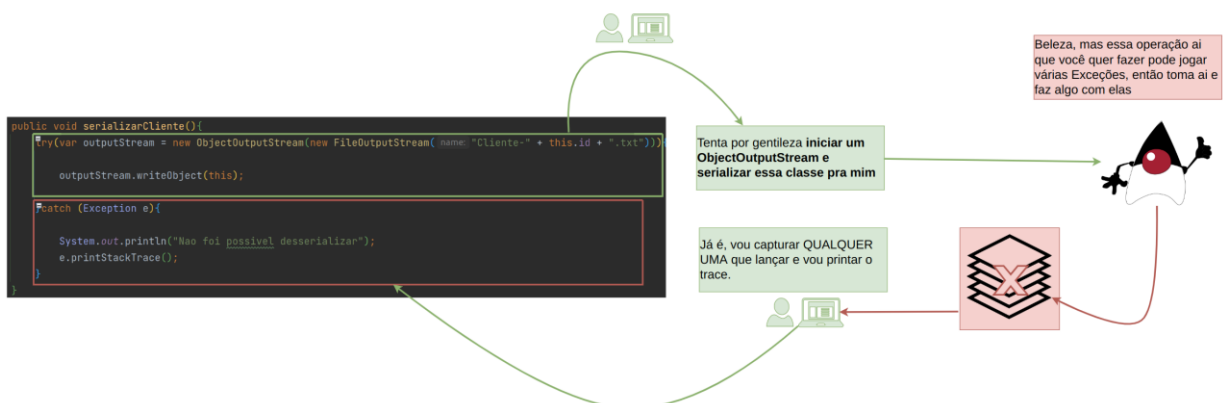 public void serializarCliente(){
try(var outputStream = new ObjectOutputStream(new FileOutputStream( name: "Cliente-" + this.id + ".txt"))){
outputStream.writeObject(this);
}catch (Exception e){
System.out.println("Nao foi possivel desserializar");
e.printStackTrace();
}
}
Tenta por gentileza iniciar um
ObjectOutputStream e
serializar essa classe pra mim
Beleza, mas essa operação ai
que você quer fazer pode jogar
várias Exceções, então toma ai e
faz algo com elas
Já é, vou capturar QUALQUER
UMA que lançar e vou printar o
trace.
X